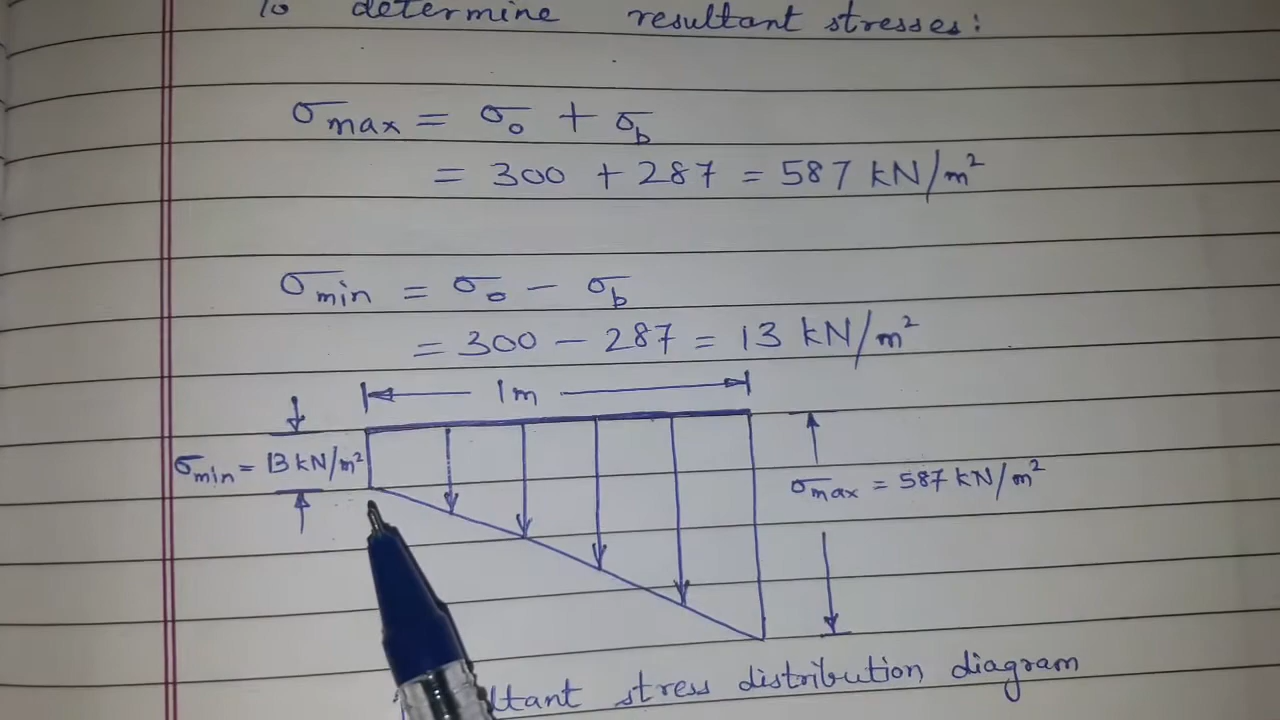 To determine resultant stresses:
σmax = σo + σb
= 300 + 287 = 587 kN/m²
σmin = σo - σb
= 300 - 287 = 13 kN/m²
1m
σmin = 13 kN/m²
σmax = 587 kN/m²
stress distribution diagram